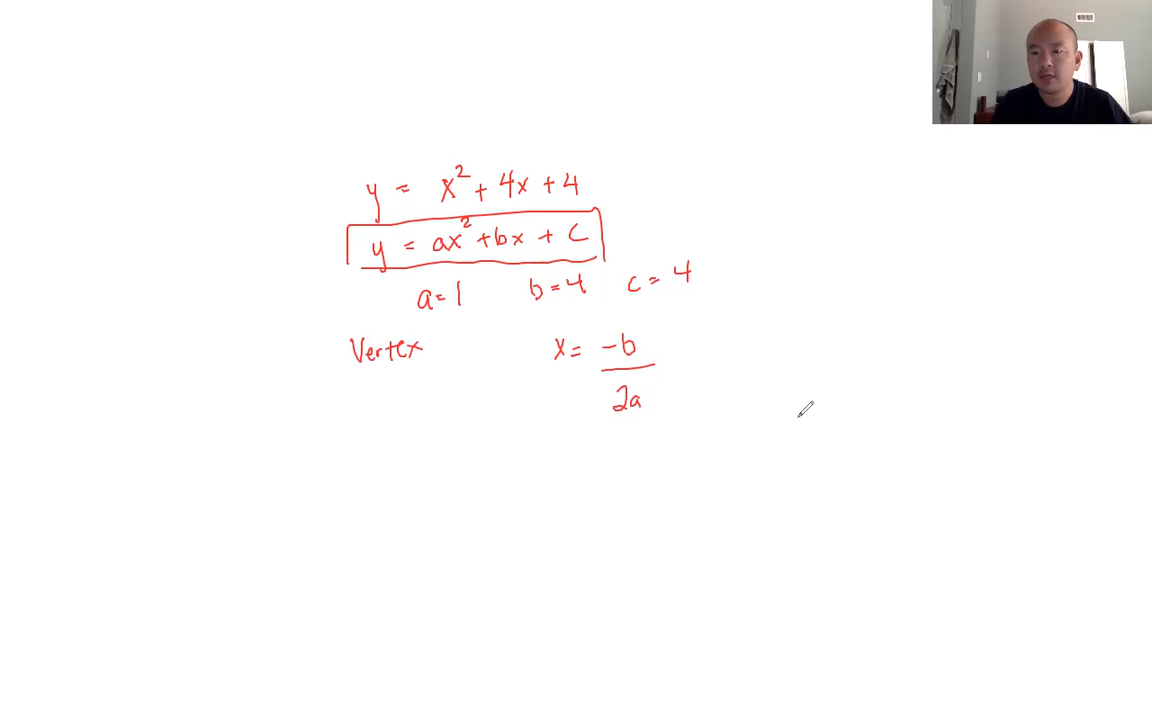 y = x² + 4x + 4
y = ax² + bx + c
a = 1 b = 4 c = 4
Vertex x = -b
2a